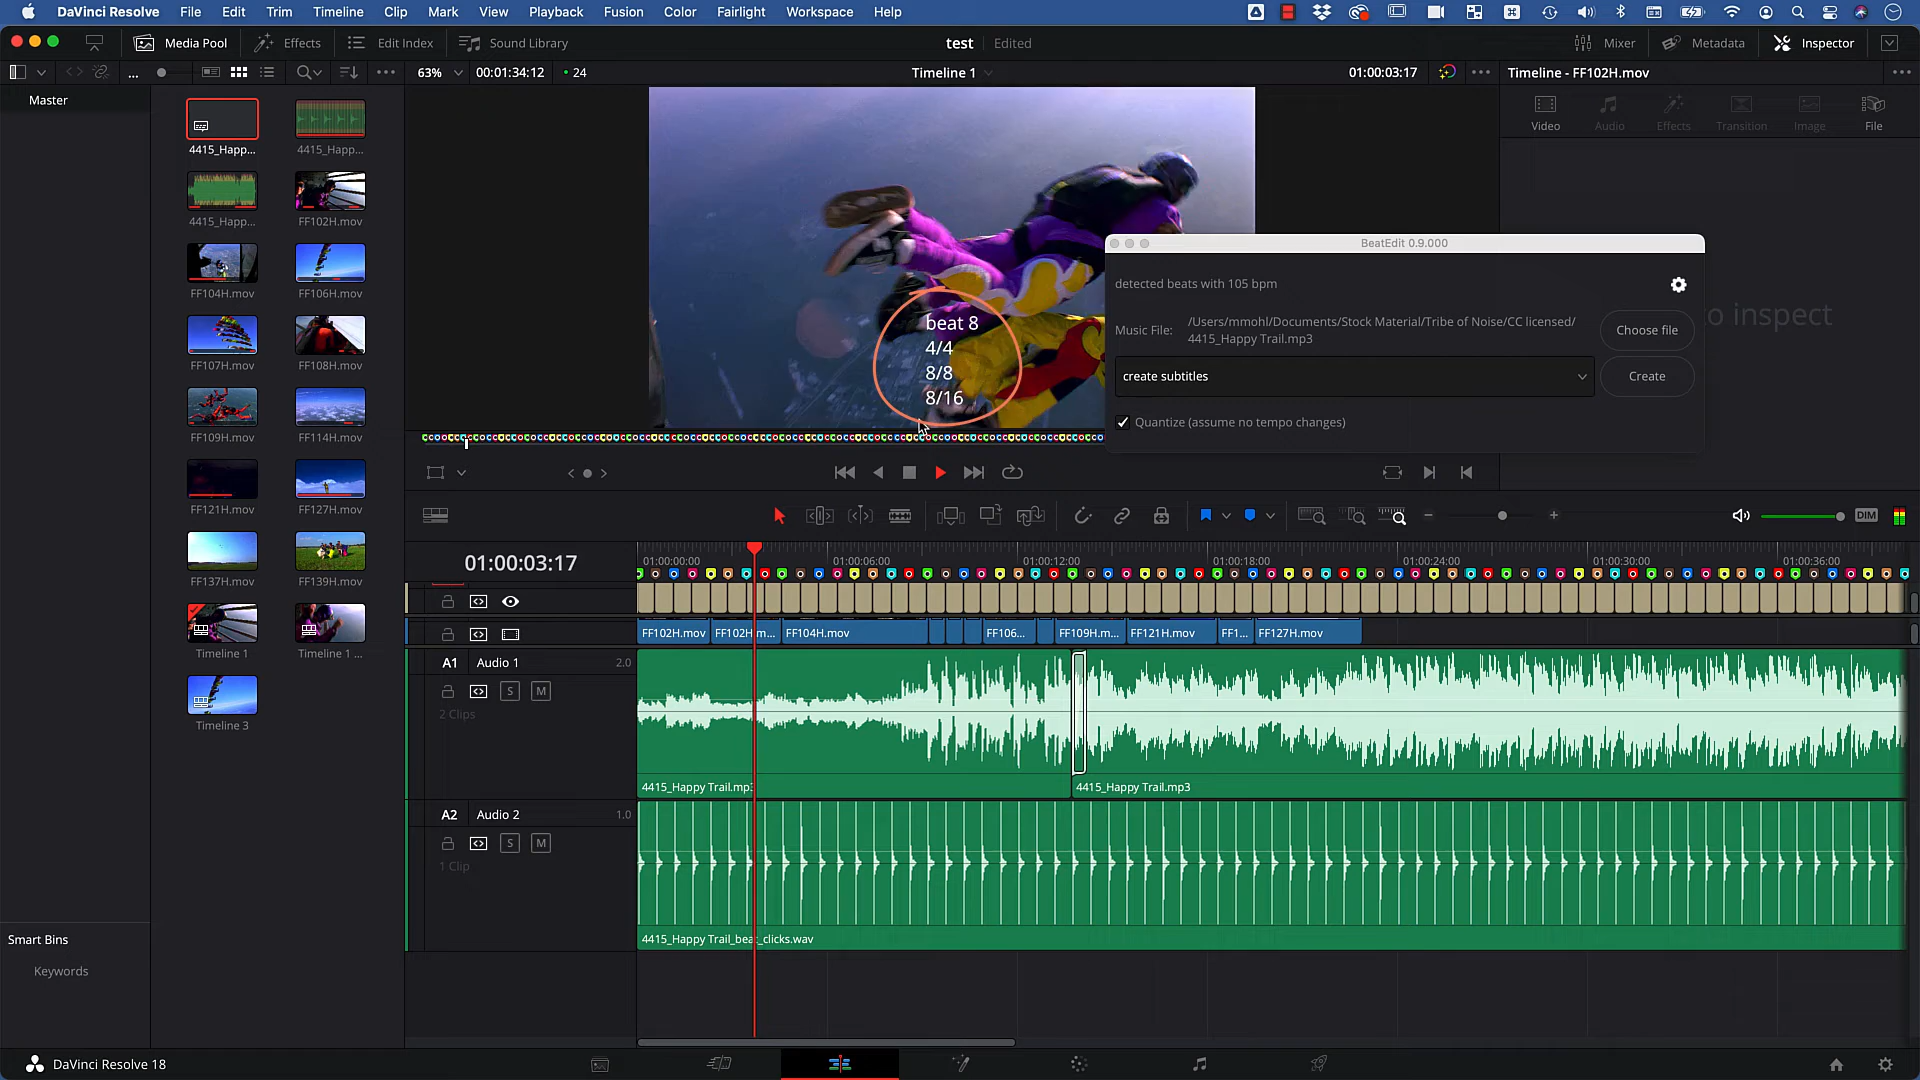 DaVinci Resolve File Edit Trim Timeline Clip Mark View Playback Fusion Color Fairlight Workspace Help
Media Pool Effects Edit Index Sound Library test Edited Mixer Metadata Inspector
... 63% 00:01:34:12 24 Timeline 1 01:00:03:17 Timeline - FF102H.mov
Master
Video Audio Effects Transition Image File
4415_Happ... 4415_Happ...
4415_Happ... FF102H.mov
FF104H.mov FF106H.mov
FF107H.mov FF108H.mov
FF109H.mov FF114H.mov
FF121H.mov FF127H.mov
FF137H.mov FF139H.mov
Timeline 1 Timeline 1 ...
Timeline 3
beat 8
4/4
8/8
8/16
BeatEdit 0.9.000
detected beats with 105 bpm
Music File: /Users/mmohl/Documents/Stock Material/Tribe of Noise/CC licensed/
4415_Happy Trail.mp3
Choose file
o inspect
create subtitles
Create
Quantize (assume no tempo changes)
DIM
01:00:03:17
01:00:00:00 01:00:06:00 01:00:12:00 01:00:18:00 01:00:24:00 01:00:30:00 01:00:36:00
FF102H.mov FF102H.m... FF104H.mov FF106... FF109H.m... FF121H.mov FF1... FF127H.mov
A1 Audio 1 2.0
S M
2 Clips
4415_Happy Trail.mp3 4415_Happy Trail.mp3
A2 Audio 2 1.0
S M
1 Clip
4415_Happy Trail_beat_clicks.wav
Smart Bins
Keywords
DaVinci Resolve 18